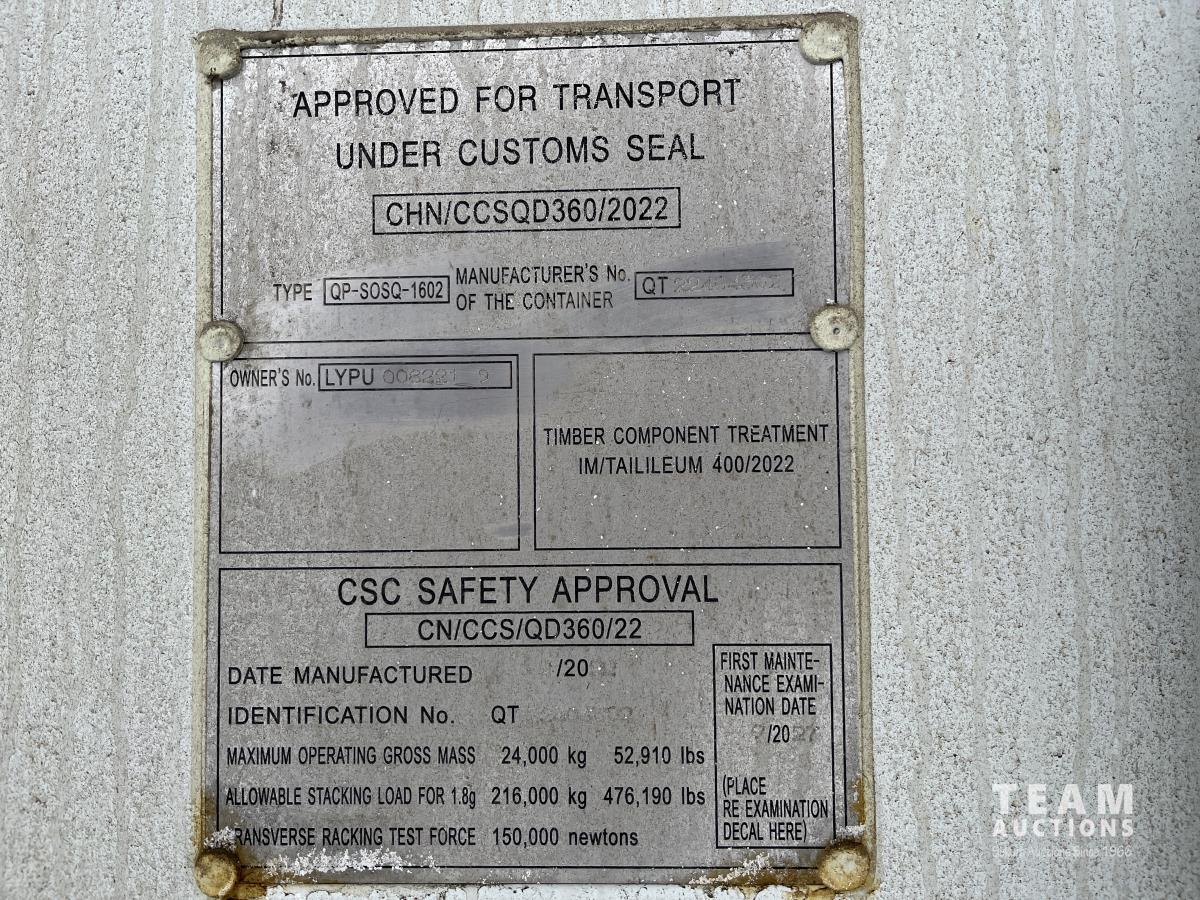 APPROVED FOR TRANSPORT
UNDER CUSTOMS SEAL
CHN/CCSQD360/2022
TYPE QP-SOSQ-1602 MANUFACTURER'S No. OF THE CONTAINER QT
OWNER'S No. LYPU 008221 9
TIMBER COMPONENT TREATMENT
IM/TAILILEUM 400/2022
CSC SAFETY APPROVAL
CN/CCS/QD360/22
DATE MANUFACTURED /20
IDENTIFICATION No. QT
MAXIMUM OPERATING GROSS MASS 24,000 kg 52,910 lbs
ALLOWABLE STACKING LOAD FOR 1.8g 216,000 kg 476,190 lbs
TRANSVERSE RACKING TEST FORCE 150,000 newtons
FIRST MAINTE-
NANCE EXAMI-
NATION DATE
/2027
(PLACE
RE EXAMINATION
DECAL HERE)
TEAM
AUCTIONS